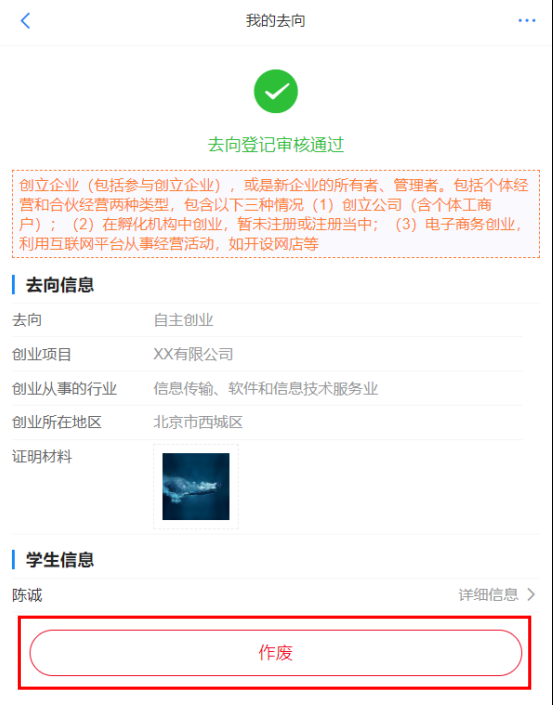 我的去向
去向登记审核通过
创立企业（包括参与创立企业），或是新企业的所有者、管理者。包括个体经
营和合伙经营两种类型，包含以下三种情况（1）创立公司（含个体工商
户）；（2）在孵化机构中创业，暂未注册或注册当中；（3）电子商务创业，
利用互联网平台从事经营活动，如开设网店等
去向信息
去向 自主创业
创业项目 XX有限公司
创业从事的行业 信息传输、软件和信息技术服务业
创业所在地区 北京市西城区
证明材料
学生信息
陈诚 详细信息
作废